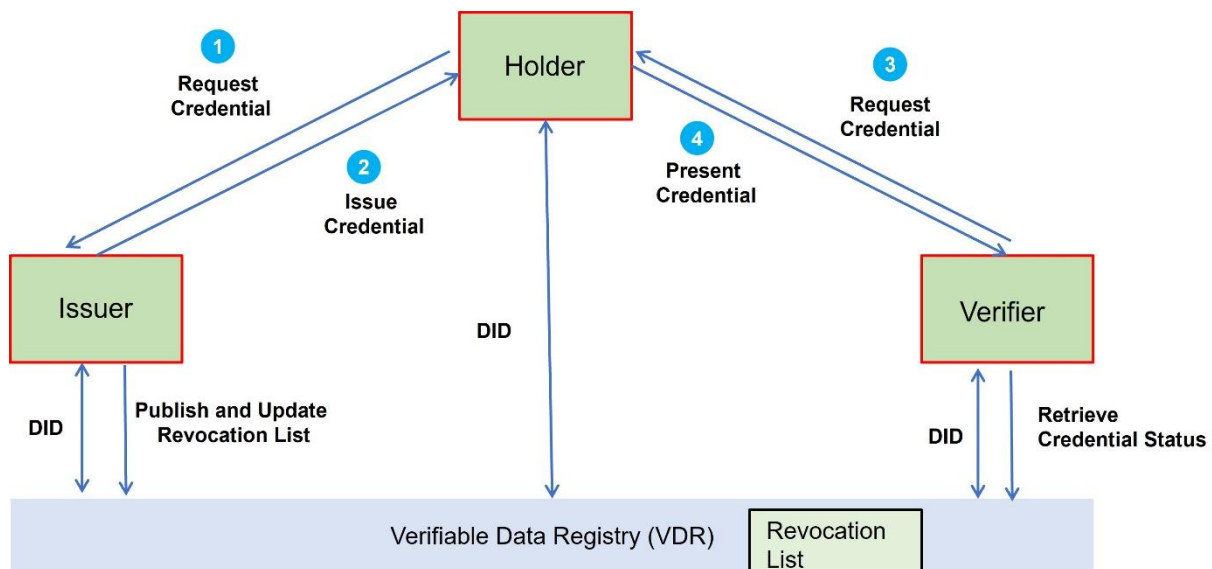 1
Request
Credential
Holder
3
Request
Credential
2
Issue
Credential
4
Present
Credential
Issuer
Verifier
DID
DID
Publish and Update
Revocation List
DID
Retrieve
Credential Status
Verifiable Data Registry (VDR)
Revocation
List